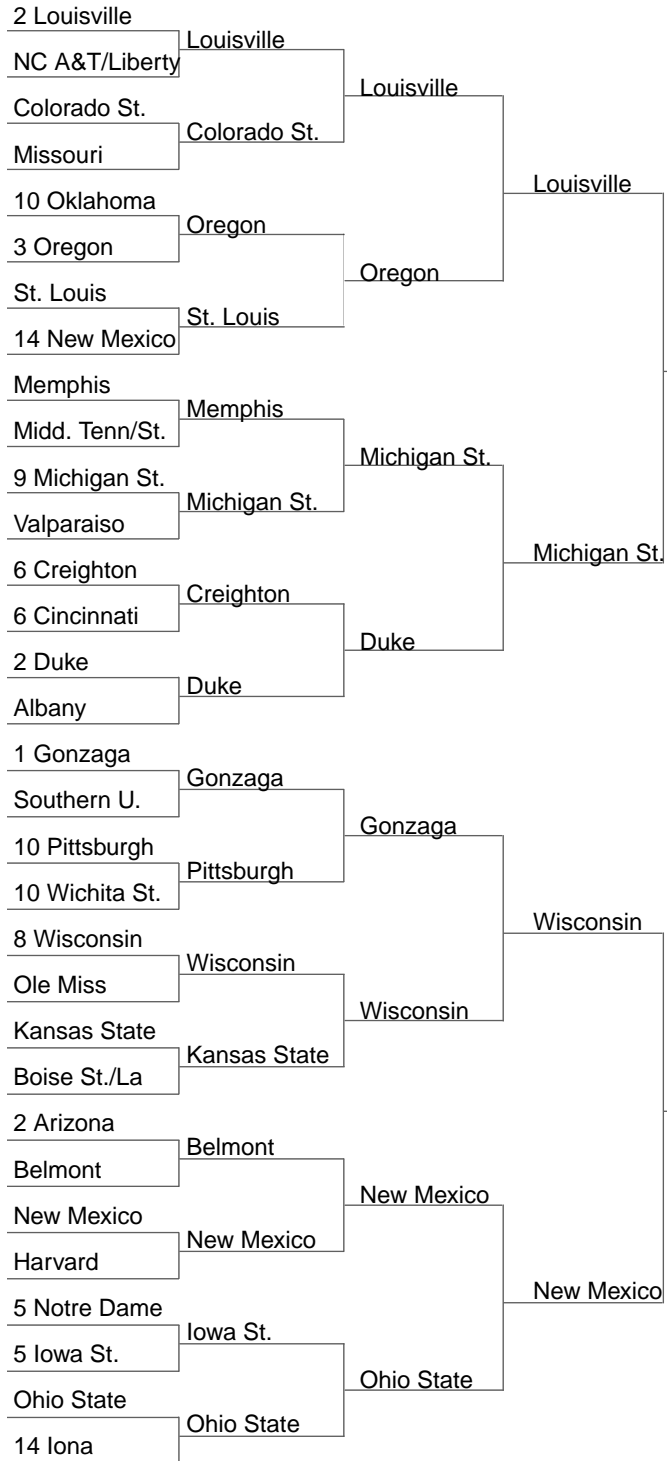 2 Louisville
NC A&T/Liberty
Colorado St.
Missouri
10 Oklahoma
3 Oregon
St. Louis
14 New Mexico
Memphis
Midd. Tenn/St.
9 Michigan St.
Valparaiso
6 Creighton
6 Cincinnati
2 Duke
Albany
1 Gonzaga
Southern U.
10 Pittsburgh
10 Wichita St.
8 Wisconsin
Ole Miss
Kansas State
Boise St./La
2 Arizona
Belmont
New Mexico
Harvard
5 Notre Dame
5 Iowa St.
Ohio State
14 Iona
Louisville
Colorado St.
Oregon
St. Louis
Memphis
Michigan St.
Creighton
Duke
Gonzaga
Pittsburgh
Wisconsin
Kansas State
Belmont
New Mexico
Iowa St.
Ohio State
Louisville
Oregon
Michigan St.
Duke
Gonzaga
Wisconsin
New Mexico
Ohio State
Louisville
Michigan St.
Wisconsin
New Mexico